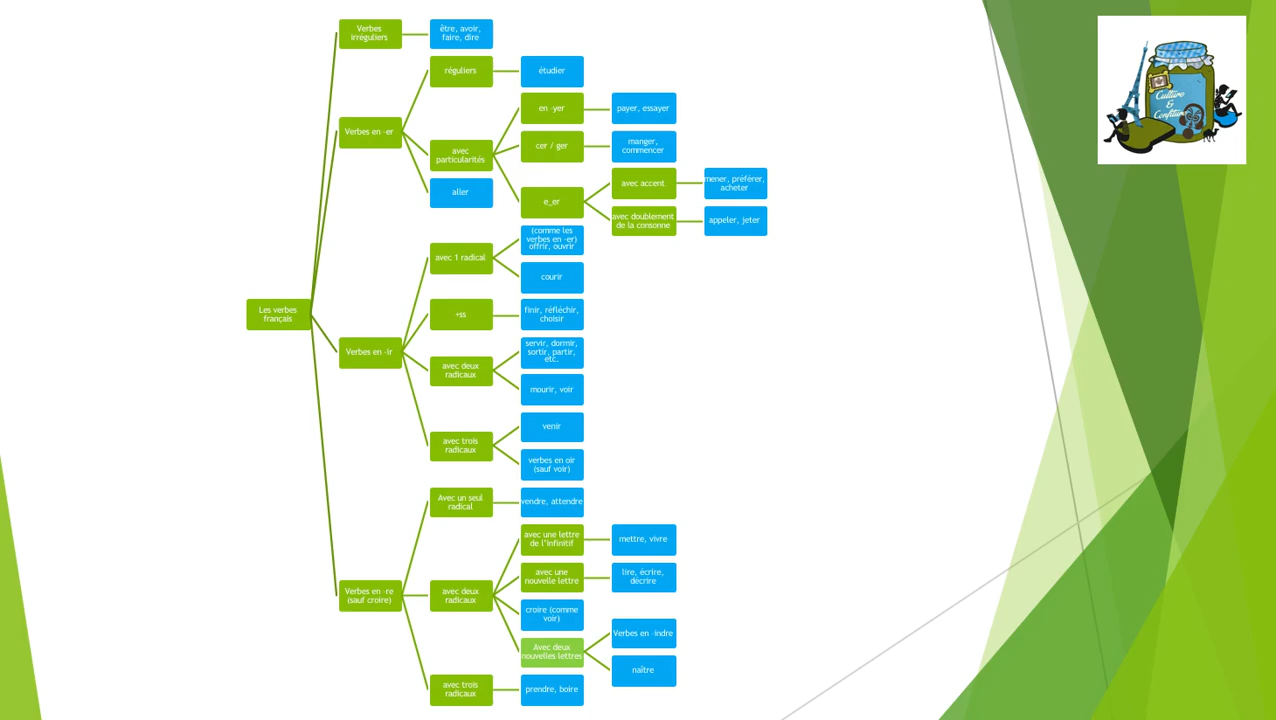 Verbes
irréguliers
être, avoir,
faire, dire
réguliers
étudier
en -yer
payer, essayer
Verbes en -er
cer / ger
manger,
commencer
avec
particularités
avec accent
mener, préférer,
acheter
aller
e_er
avec doublement
de la consonne
appeler, jeter
(comme les
verbes en -er)
offrir, ouvrir
avec 1 radical
courir
Les verbes
français
+ss
finir, réfléchir,
choisir
Verbes en -ir
servir, dormir,
sortir, partir,
etc.
avec deux
radicaux
mourir, voir
venir
avec trois
radicaux
verbes en oir
(sauf voir)
Avec un seul
radical
vendre, attendre
avec une lettre
de l'infinitif
mettre, vivre
avec une
nouvelle lettre
lire, écrire,
décrire
Verbes en -re
(sauf croire)
avec deux
radicaux
croire (comme
voir)
Verbes en -indre
Avec deux
nouvelles lettres
naître
avec trois
radicaux
prendre, boire
Culture
&
Confiture